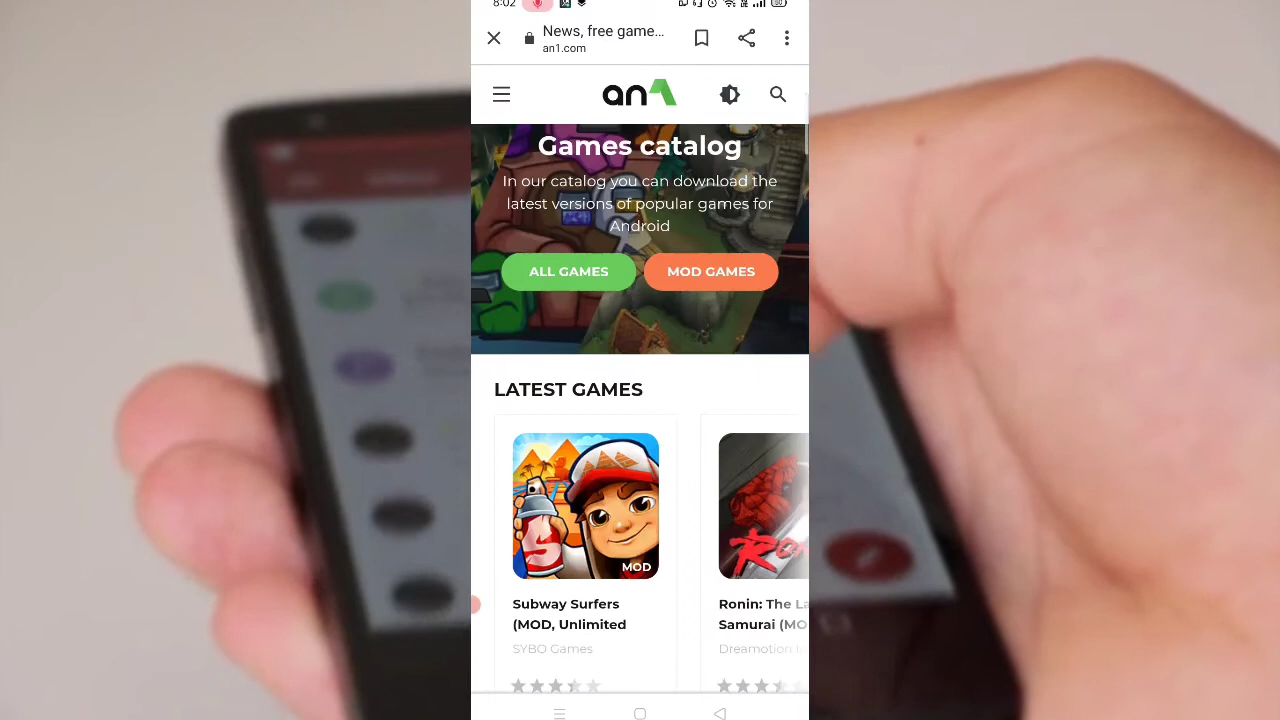 8:02
News, free game...
an1.com
an1
Games catalog
In our catalog you can download the
latest versions of popular games for
Android
ALL GAMES
MOD GAMES
LATEST GAMES
MOD
Subway Surfers
(MOD, Unlimited
SYBO Games
Ronin: The La
Samurai (MO
Dreamotion